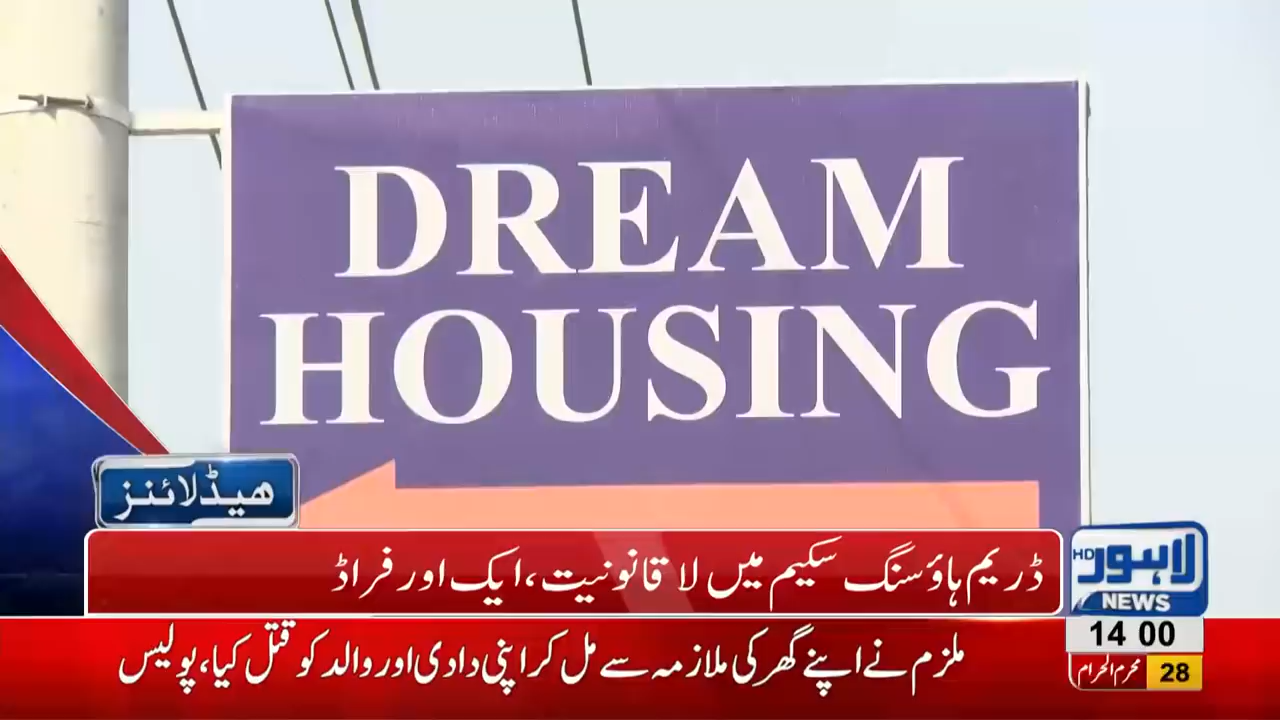 DREAM
HOUSING
ھیڈلائنز
ڈریم ہاؤسنگ سکیم میں لاقانونیت، ایک اور فراڈ
لاہور HD
NEWS
14 00
ملزم نے اپنے گھر کی ملازمہ سے مل کر اپنی دادی اور والد کو قتل کیا، پولیس
28 محرم الحرام